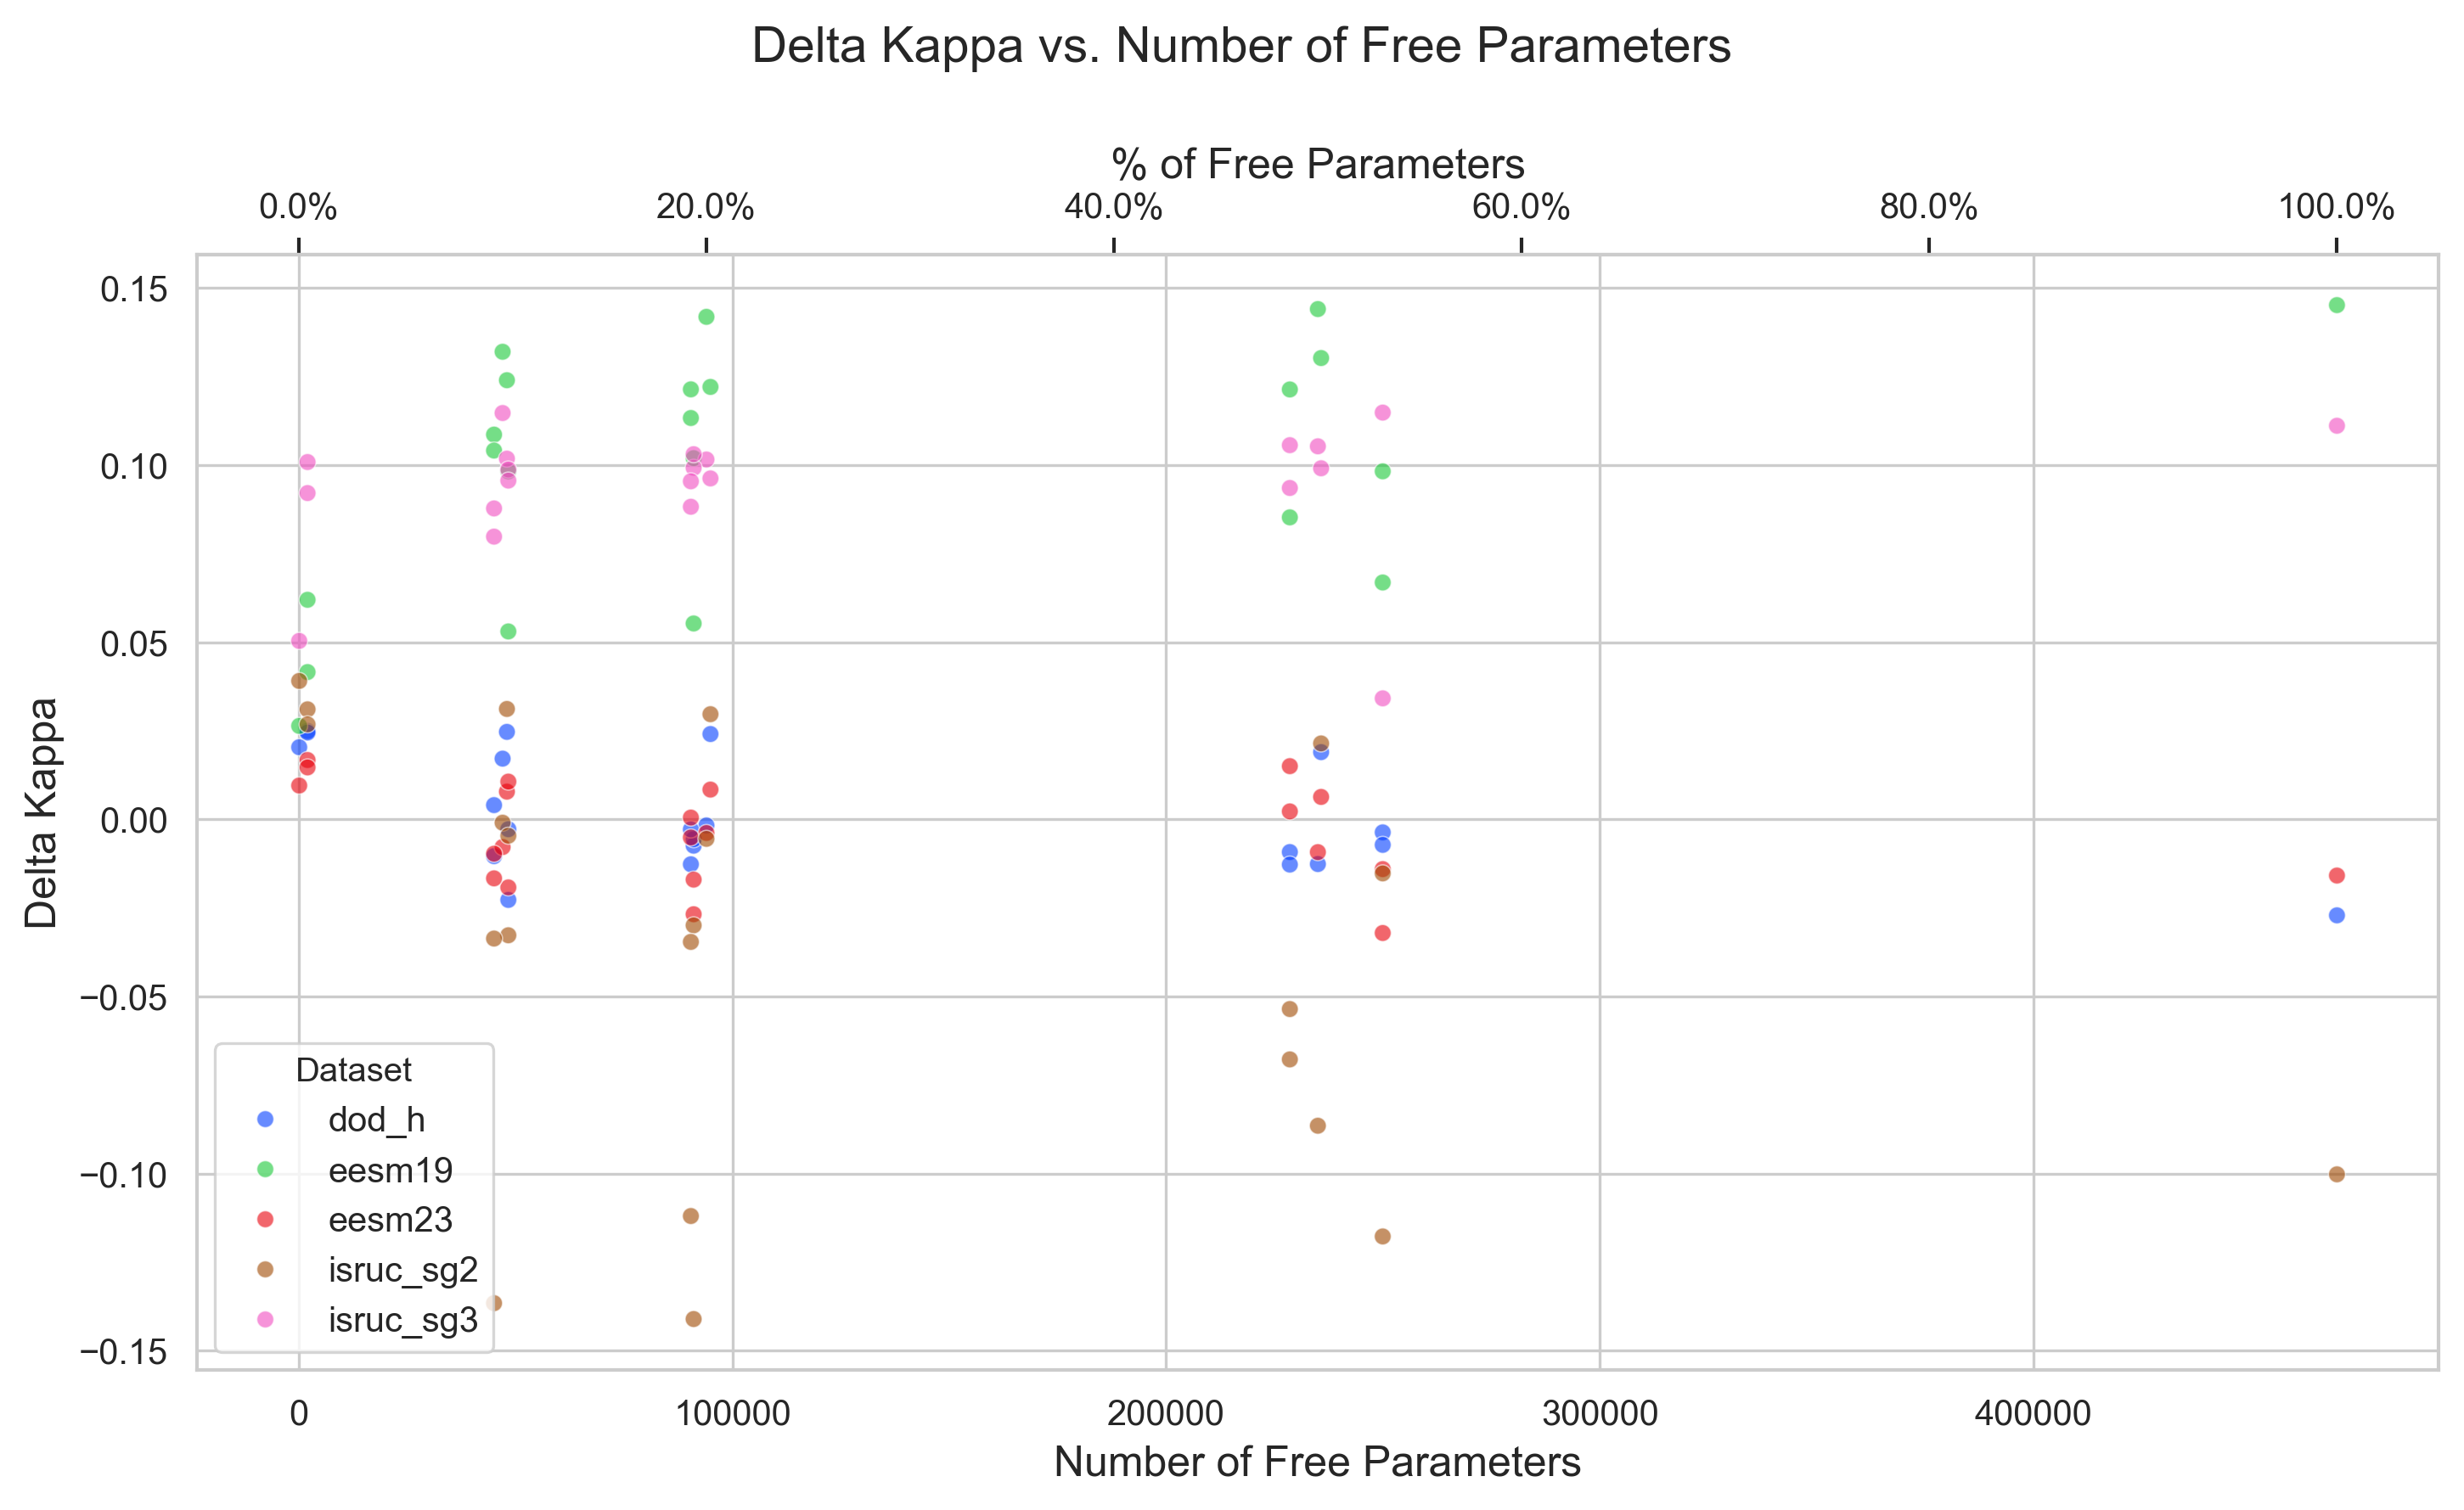 Delta Kappa vs. Number of Free Parameters
% of Free Parameters
0.0% 20.0% 40.0% 60.0% 80.0% 100.0%
Delta Kappa
0.15
0.10
0.05
0.00
−0.05
−0.10
−0.15
Dataset
dod_h
eesm19
eesm23
isruc_sg2
isruc_sg3
0 100000 200000 300000 400000
Number of Free Parameters